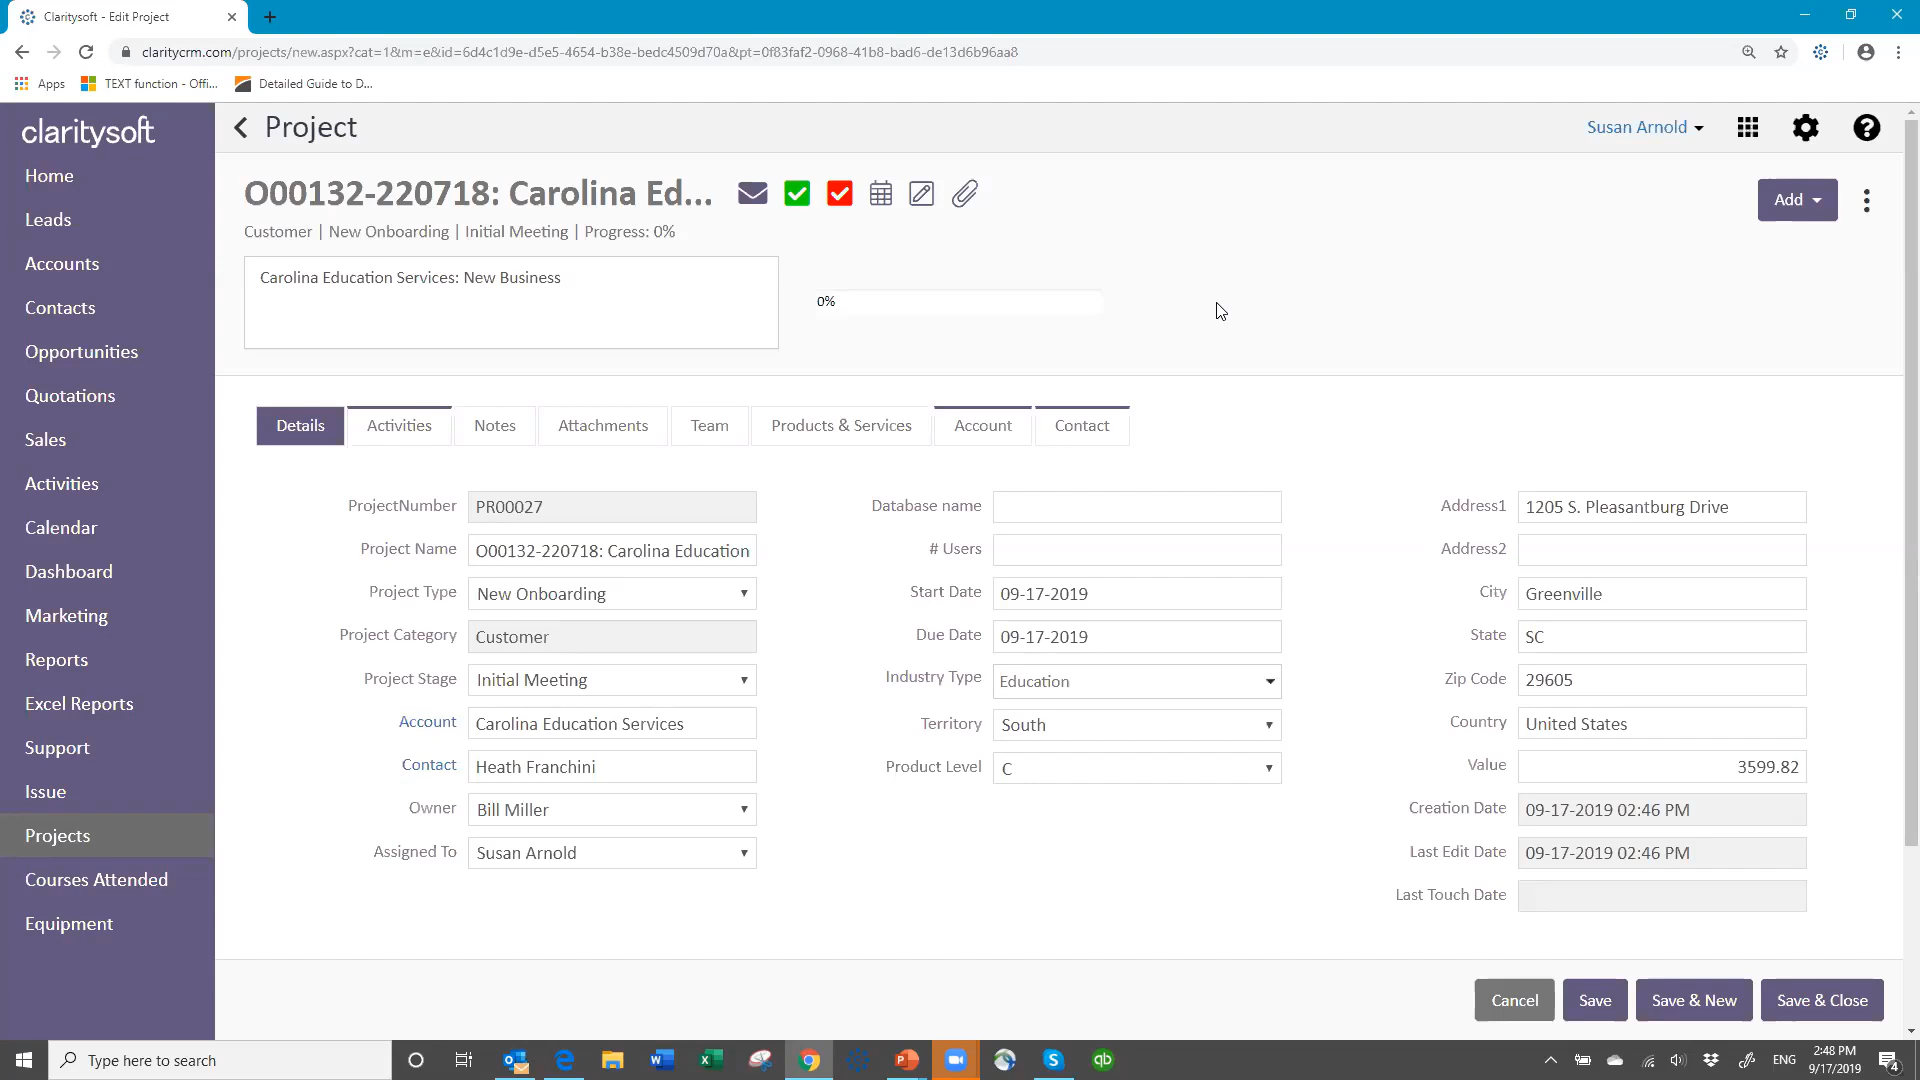 Claritysoft - Edit Project
claritycrm.com/projects/new.aspx?cat=1&m=e&id=6d4c1d9e-d5e5-4654-b38e-bedc4509d70a&pt=0f83faf2-0968-41b8-bad6-de13d6b96aa8
Apps TEXT function - Offi... Detailed Guide to D...
claritysoft
Home
Leads
Accounts
Contacts
Opportunities
Quotations
Sales
Activities
Calendar
Dashboard
Marketing
Reports
Excel Reports
Support
Issue
Projects
Courses Attended
Equipment
Project
Susan Arnold
O00132-220718: Carolina Ed...
Add
Customer | New Onboarding | Initial Meeting | Progress: 0%
Carolina Education Services: New Business
0%
Details Activities Notes Attachments Team Products & Services Account Contact
ProjectNumber PR00027
Project Name O00132-220718: Carolina Education
Project Type New Onboarding
Project Category Customer
Project Stage Initial Meeting
Account Carolina Education Services
Contact Heath Franchini
Owner Bill Miller
Assigned To Susan Arnold
Database name
# Users
Start Date 09-17-2019
Due Date 09-17-2019
Industry Type Education
Territory South
Product Level C
Address1 1205 S. Pleasantburg Drive
Address2
City Greenville
State SC
Zip Code 29605
Country United States
Value 3599.82
Creation Date 09-17-2019 02:46 PM
Last Edit Date 09-17-2019 02:46 PM
Last Touch Date
Cancel Save Save & New Save & Close
Type here to search
ENG
2:48 PM
9/17/2019
4